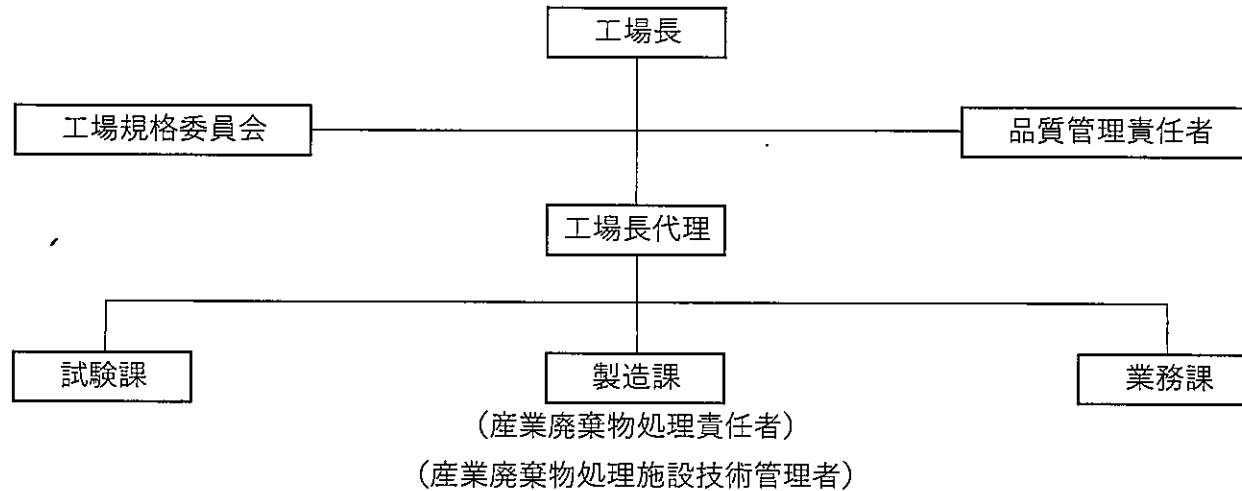 工場長
工場規格委員会
品質管理責任者
工場長代理
試験課
製造課
業務課
（産業廃棄物処理責任者）
（産業廃棄物処理施設技術管理者）